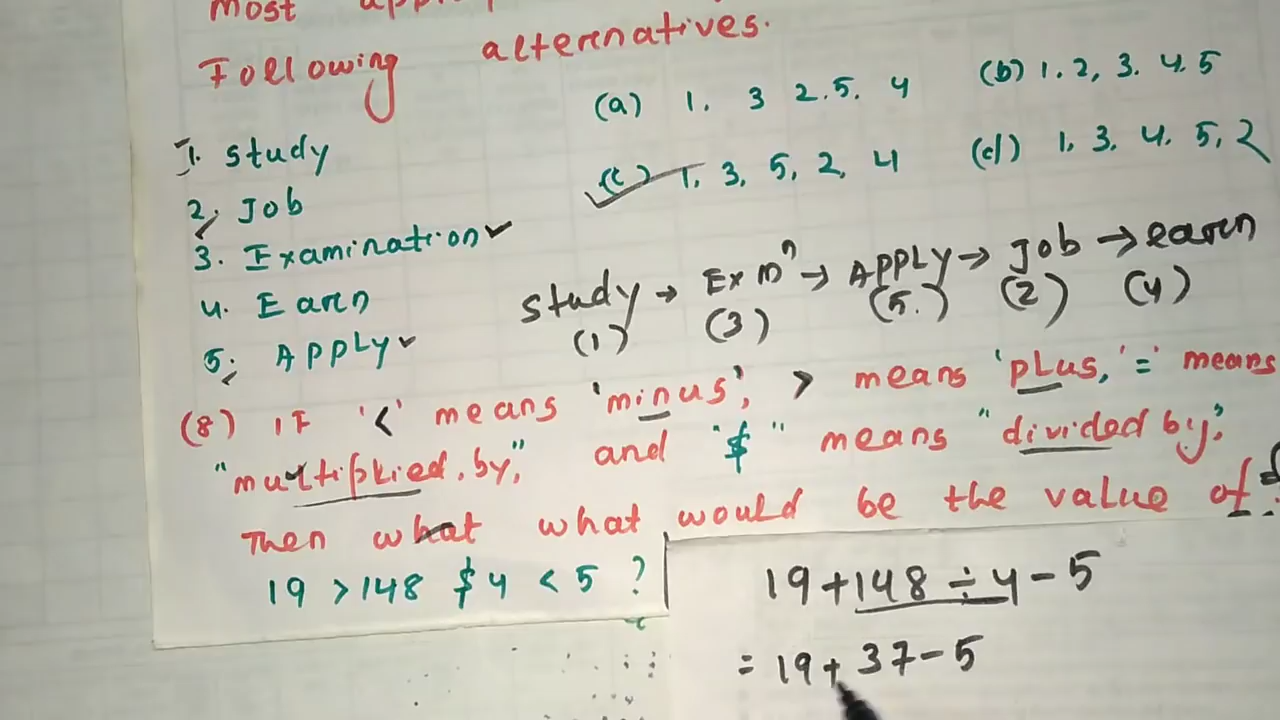 most
Following alternatives.
(a) 1. 3 2.5. 4 (b) 1.2, 3. 4. 5
(c) 1, 3, 5, 2, 4 (d) 1, 3, 4, 5, 2
1. Study
2. Job
3. Examination
4. Earn
5. Apply
study → Exmⁿ → APPLY → Job → earn
(1) (3) (5.) (2) (4)
(8) IF '<' means 'minus', > means 'plus,' '=' means
"multiplied by," and "$" means "divided by",
Then what what would be the value of
19 > 148 $ 4 < 5 ?
19 + 148 ÷ 4 - 5
= 19 + 37 - 5